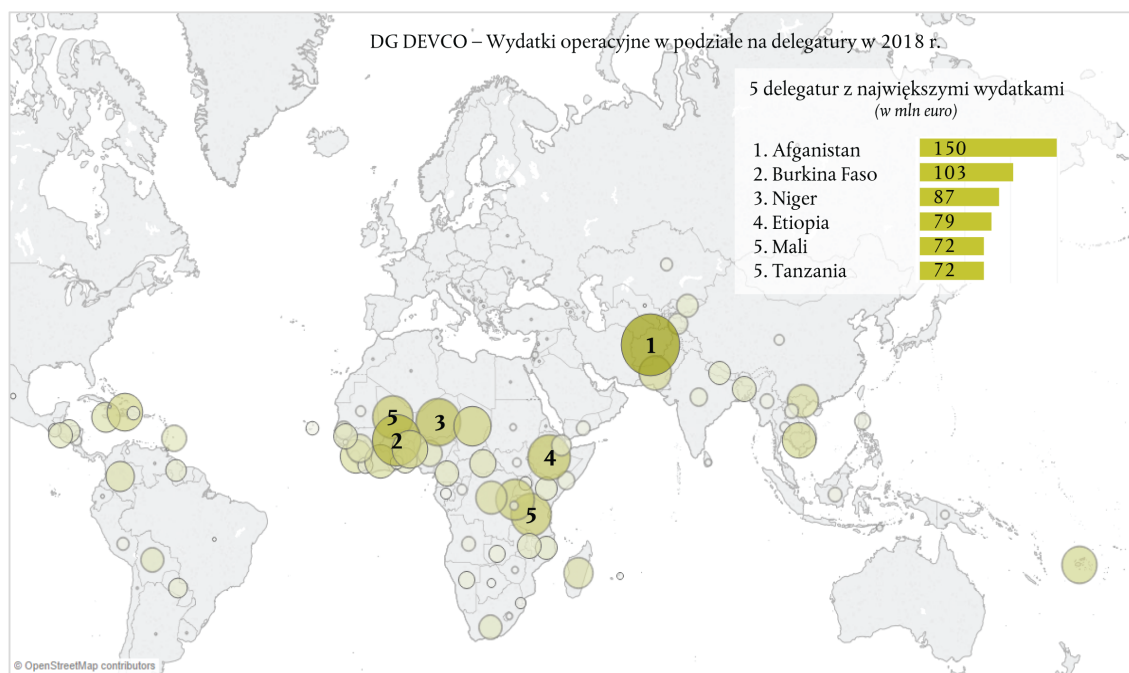 DG DEVCO – Wydatki operacyjne w podziale na delegatury w 2018 r.
5 delegatur z największymi wydatkami
(w mln euro)
1. Afganistan 150
2. Burkina Faso 103
3. Niger 87
4. Etiopia 79
5. Mali 72
5. Tanzania 72
1
5
3
2
4
5
© OpenStreetMap contributors